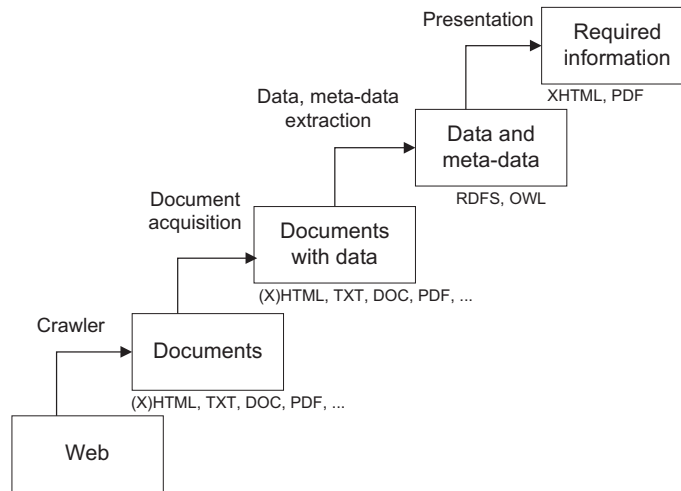 Presentation
Required
information
XHTML, PDF
Data, meta-data
extraction
Data and
meta-data
RDFS, OWL
Document
acquisition
Documents
with data
(X)HTML, TXT, DOC, PDF, ...
Crawler
Documents
(X)HTML, TXT, DOC, PDF, ...
Web